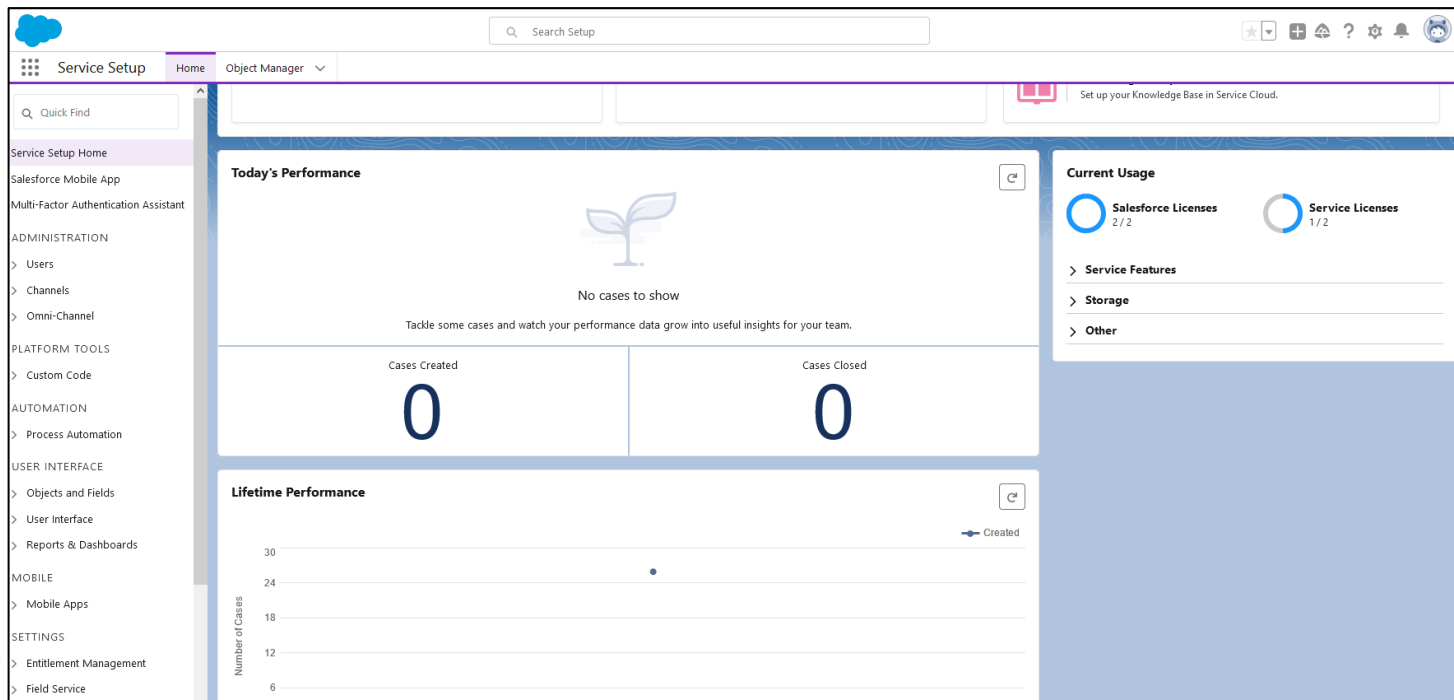 Search Setup
Service Setup
Home
Object Manager
Quick Find
Service Setup Home
Salesforce Mobile App
Multi-Factor Authentication Assistant
ADMINISTRATION
Users
Channels
Omni-Channel
PLATFORM TOOLS
Custom Code
AUTOMATION
Process Automation
USER INTERFACE
Objects and Fields
User Interface
Reports & Dashboards
MOBILE
Mobile Apps
SETTINGS
Entitlement Management
Field Service
Set up your Knowledge Base in Service Cloud.
Today's Performance
No cases to show
Tackle some cases and watch your performance data grow into useful insights for your team.
Cases Created
0
Cases Closed
0
Current Usage
Salesforce Licenses
2 / 2
Service Licenses
1 / 2
Service Features
Storage
Other
Lifetime Performance
Created
Number of Cases
30
24
18
12
6